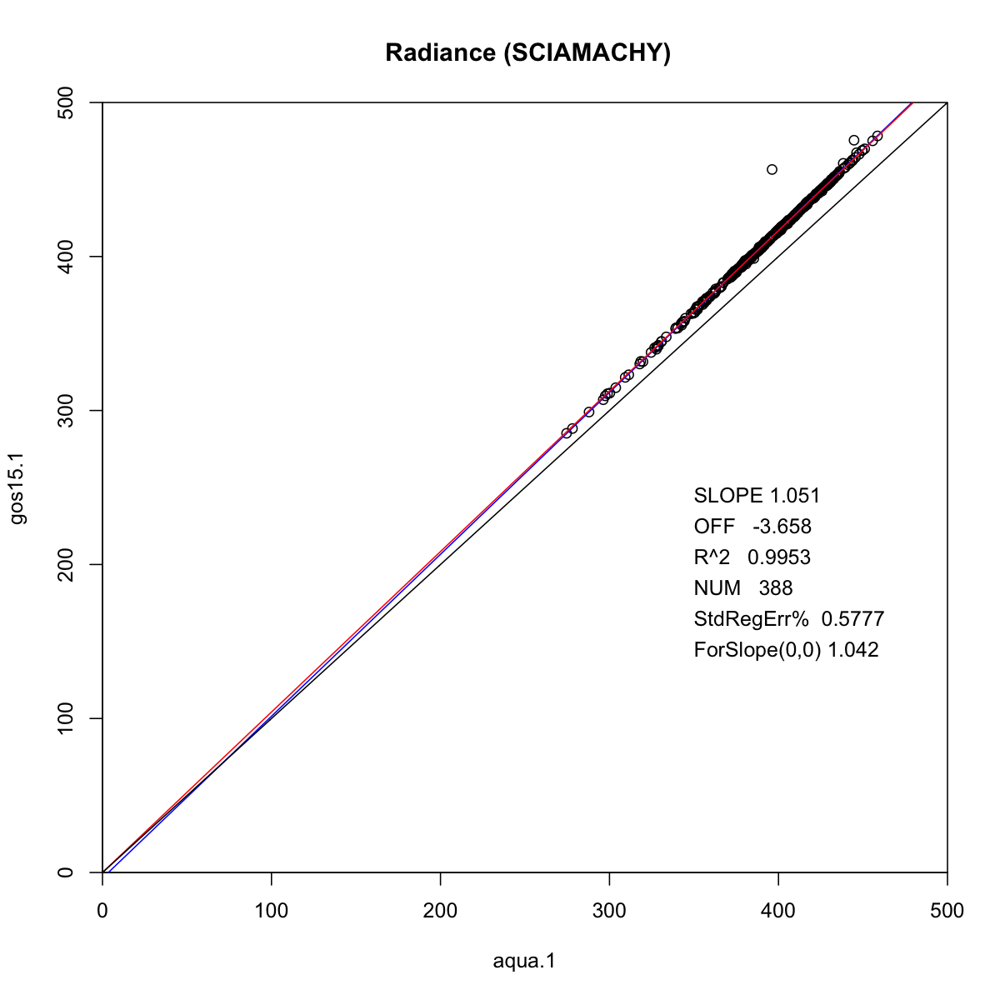 Radiance (SCIAMACHY)
500
400
300
200
100
0
gos15.1
SLOPE 1.051
OFF -3.658
R^2 0.9953
NUM 388
StdRegErr% 0.5777
ForSlope(0,0) 1.042
0 100 200 300 400 500
aqua.1